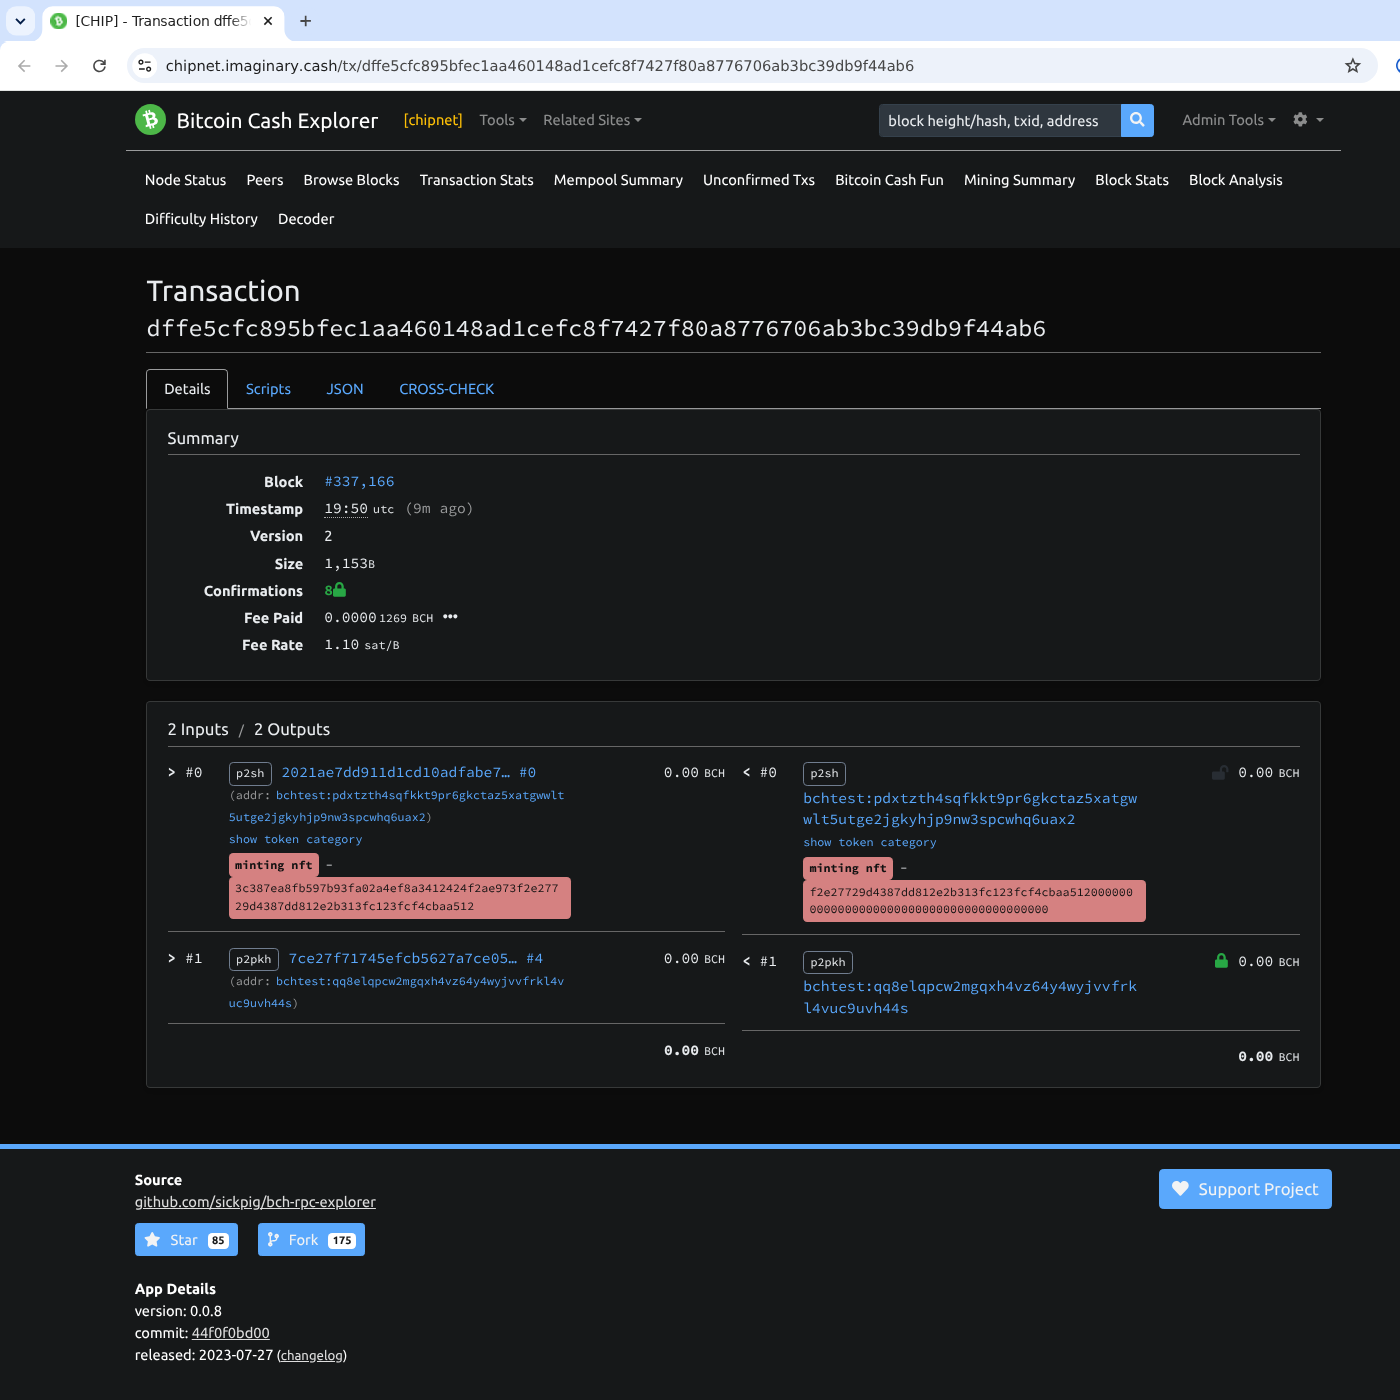 [CHIP] - Transaction dffe5
chipnet.imaginary.cash/tx/dffe5cfc895bfec1aa460148ad1cefc8f7427f80a8776706ab3bc39db9f44ab6
Bitcoin Cash Explorer [chipnet] Tools Related Sites block height/hash, txid, address Admin Tools
Node Status Peers Browse Blocks Transaction Stats Mempool Summary Unconfirmed Txs Bitcoin Cash Fun Mining Summary Block Stats Block Analysis
Difficulty History Decoder
Transaction
dffe5cfc895bfec1aa460148ad1cefc8f7427f80a8776706ab3bc39db9f44ab6
Details Scripts JSON CROSS-CHECK
Summary
Block #337,166
Timestamp 19:50 utc (9m ago)
Version 2
Size 1,153B
Confirmations 8
Fee Paid 0.00001269 BCH •••
Fee Rate 1.10 sat/B
2 Inputs / 2 Outputs
> #0 p2sh 2021ae7dd911d1cd10adfabe7… #0 0.00 BCH
(addr: bchtest:pdxtzth4sqfkkt9pr6gkctaz5xatgwwlt
5utge2jgkyhjp9nw3spcwhq6uax2)
show token category
minting nft –
3c387ea8fb597b93fa02a4ef8a3412424f2ae973f2e277
29d4387dd812e2b313fc123fcf4cbaa512
> #1 p2pkh 7ce27f71745efcb5627a7ce05… #4 0.00 BCH
(addr: bchtest:qq8elqpcw2mgqxh4vz64y4wyjvvfrkl4v
uc9uvh44s)
0.00 BCH
< #0 p2sh 0.00 BCH
bchtest:pdxtzth4sqfkkt9pr6gkctaz5xatgw
wlt5utge2jgkyhjp9nw3spcwhq6uax2
show token category
minting nft –
f2e27729d4387dd812e2b313fc123fcf4cbaa512000000
0000000000000000000000000000000000
< #1 p2pkh 0.00 BCH
bchtest:qq8elqpcw2mgqxh4vz64y4wyjvvfrk
l4vuc9uvh44s
0.00 BCH
Source
github.com/sickpig/bch-rpc-explorer
Star 85 Fork 175
Support Project
App Details
version: 0.0.8
commit: 44f0f0bd00
released: 2023-07-27 (changelog)